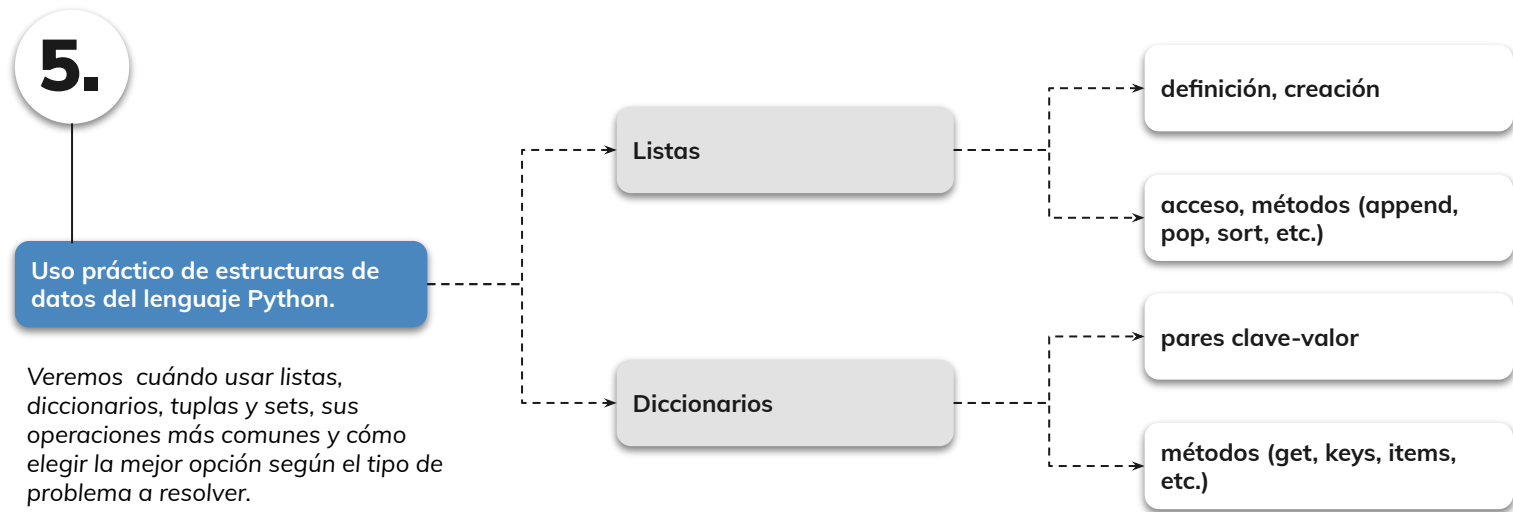 5.
Uso práctico de estructuras de
datos del lenguaje Python.
Veremos  cuándo usar listas,
diccionarios, tuplas y sets, sus
operaciones más comunes y cómo
elegir la mejor opción según el tipo de
problema a resolver.
Listas
definición, creación
acceso, métodos (append,
pop, sort, etc.)
Diccionarios
pares clave-valor
métodos (get, keys, items,
etc.)